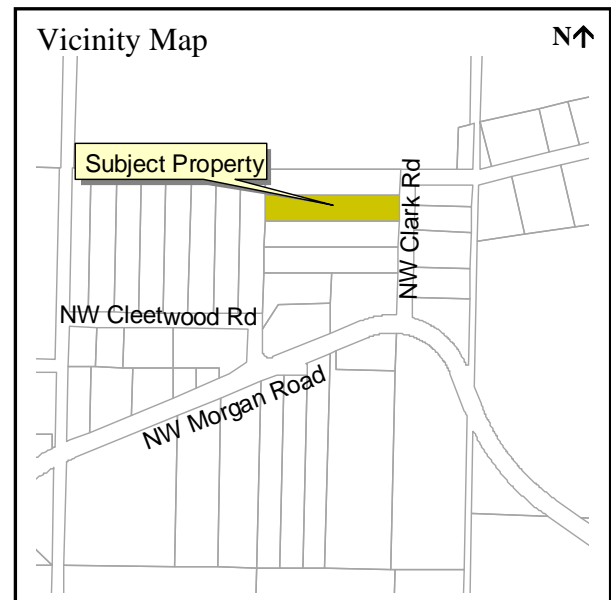 Vicinity Map
N↑
Subject Property
NW Clark Rd
NW Cleetwood Rd
NW Morgan Road